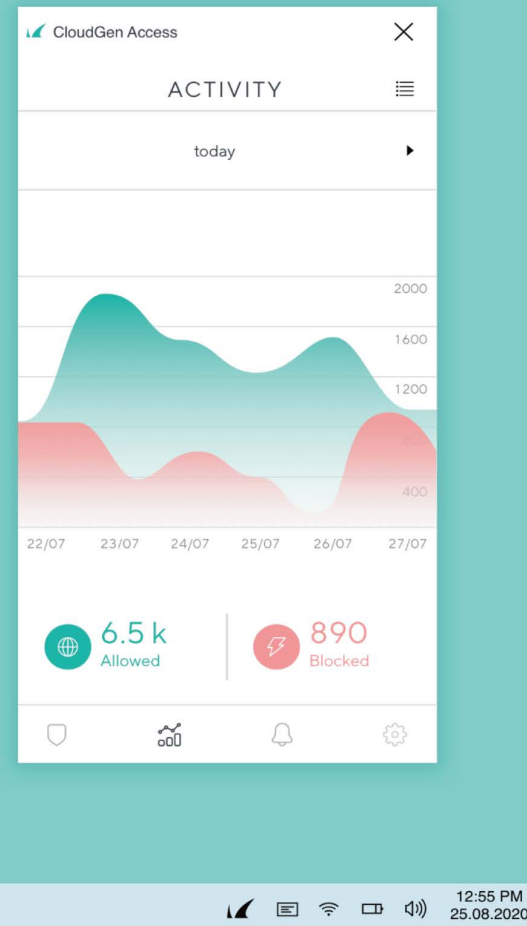 CloudGen Access
ACTIVITY
today
2000
1600
1200
800
400
22/07 23/07 24/07 25/07 26/07 27/07
6.5 k
Allowed
890
Blocked
12:55 PM
25.08.2020